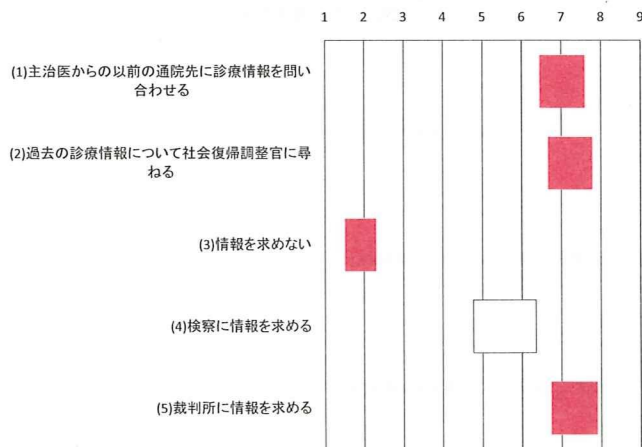 1 2 3 4 5 6 7 8 9
(1)主治医からの以前の通院先に診療情報を問い
合わせる
(2)過去の診療情報について社会復帰調整官に尋
ねる
(3)情報を求めない
(4)検察に情報を求める
(5)裁判所に情報を求める